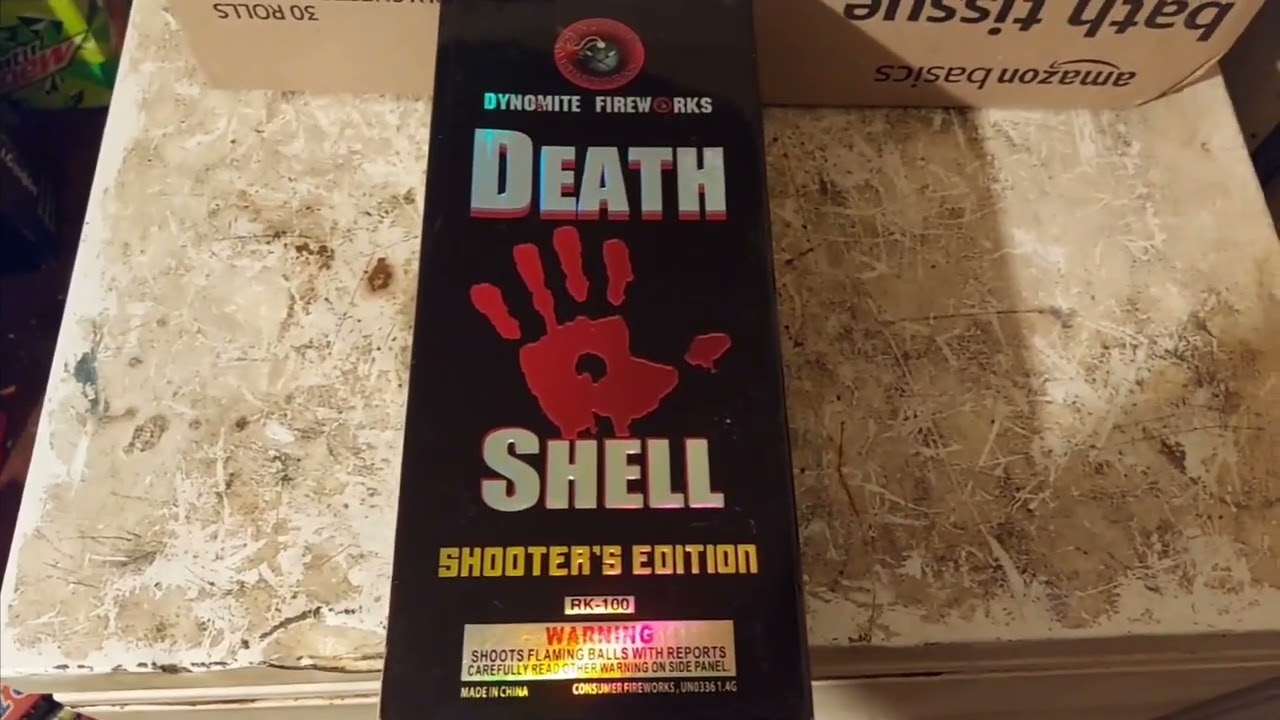 30 ROLLS
bath tissue
amazon basics
DYNOMITE FIREWORKS
DEATH
SHELL
SHOOTER'S EDITION
RK-100
WARNING
SHOOTS FLAMING BALLS WITH REPORTS
CAREFULLY READ OTHER WARNING ON SIDE PANEL.
MADE IN CHINA
CONSUMER FIREWORKS, UN0336 1.4G